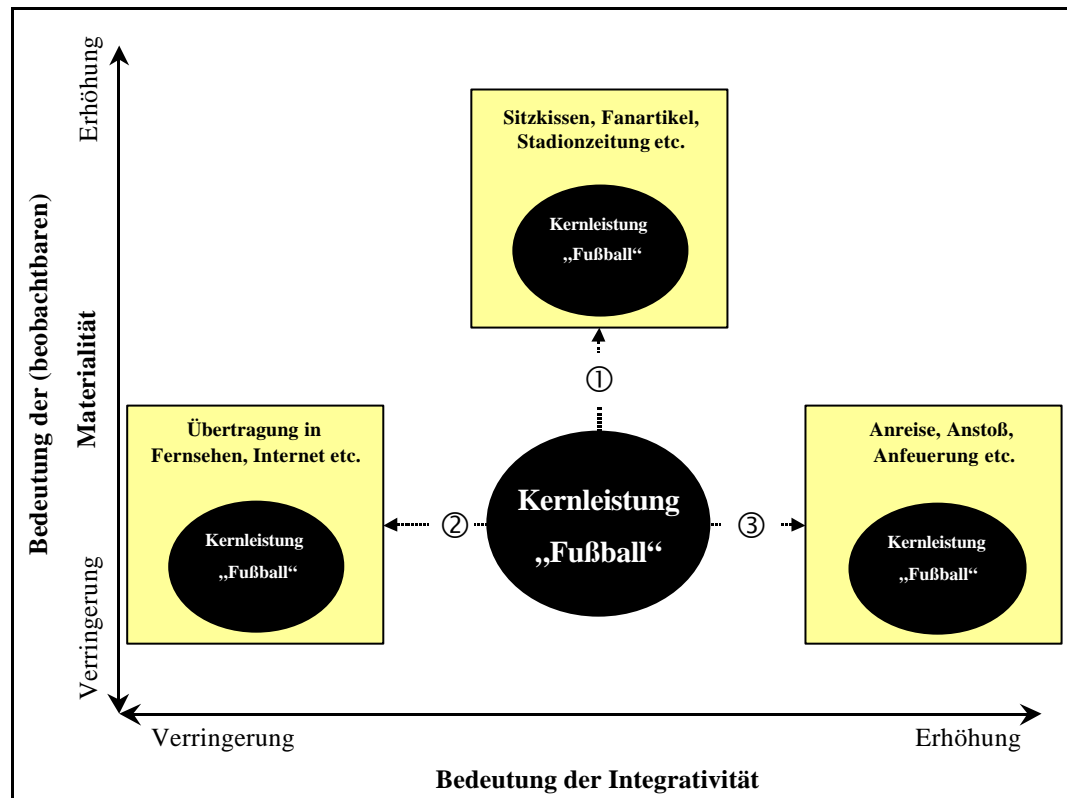 Erhöhung
Bedeutung der (beobachtbaren)
Materialität
Verringerung
Sitzkissen, Fanartikel,
Stadionzeitung etc.
Kernleistung
„Fußball“
①
Übertragung in
Fernsehen, Internet etc.
Kernleistung
„Fußball“
②
Kernleistung
„Fußball“
③
Anreise, Anstoß,
Anfeuerung etc.
Kernleistung
„Fußball“
Verringerung
Erhöhung
Bedeutung der Integrativität